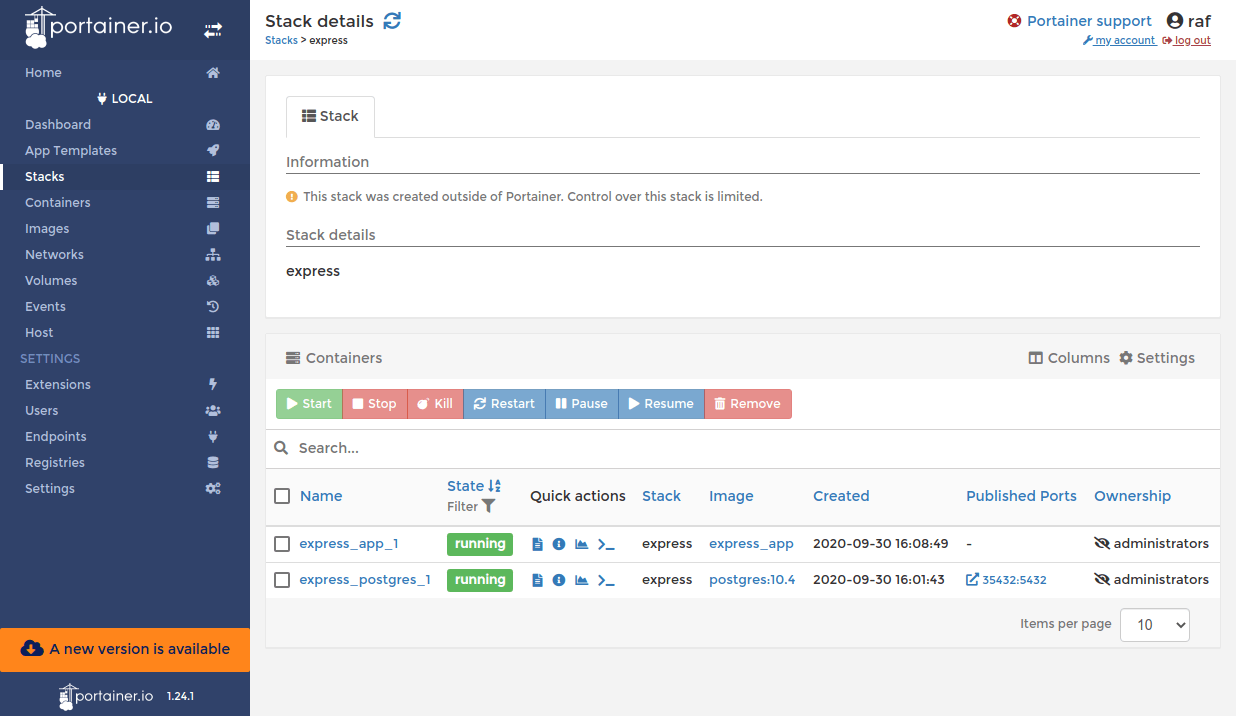 portainer.io
Home
LOCAL
Dashboard
App Templates
Stacks
Containers
Images
Networks
Volumes
Events
Host
SETTINGS
Extensions
Users
Endpoints
Registries
Settings
A new version is available
portainer.io 1.24.1
Stack details
Stacks > express
Portainer support raf
my account log out
Stack
Information
This stack was created outside of Portainer. Control over this stack is limited.
Stack details
express
Containers Columns Settings
Start Stop Kill Restart Pause Resume Remove
Search...
Name State Filter Quick actions Stack Image Created Published Ports Ownership
express_app_1 running express express_app 2020-09-30 16:08:49 - administrators
express_postgres_1 running express postgres:10.4 2020-09-30 16:01:43 35432:5432 administrators
Items per page 10